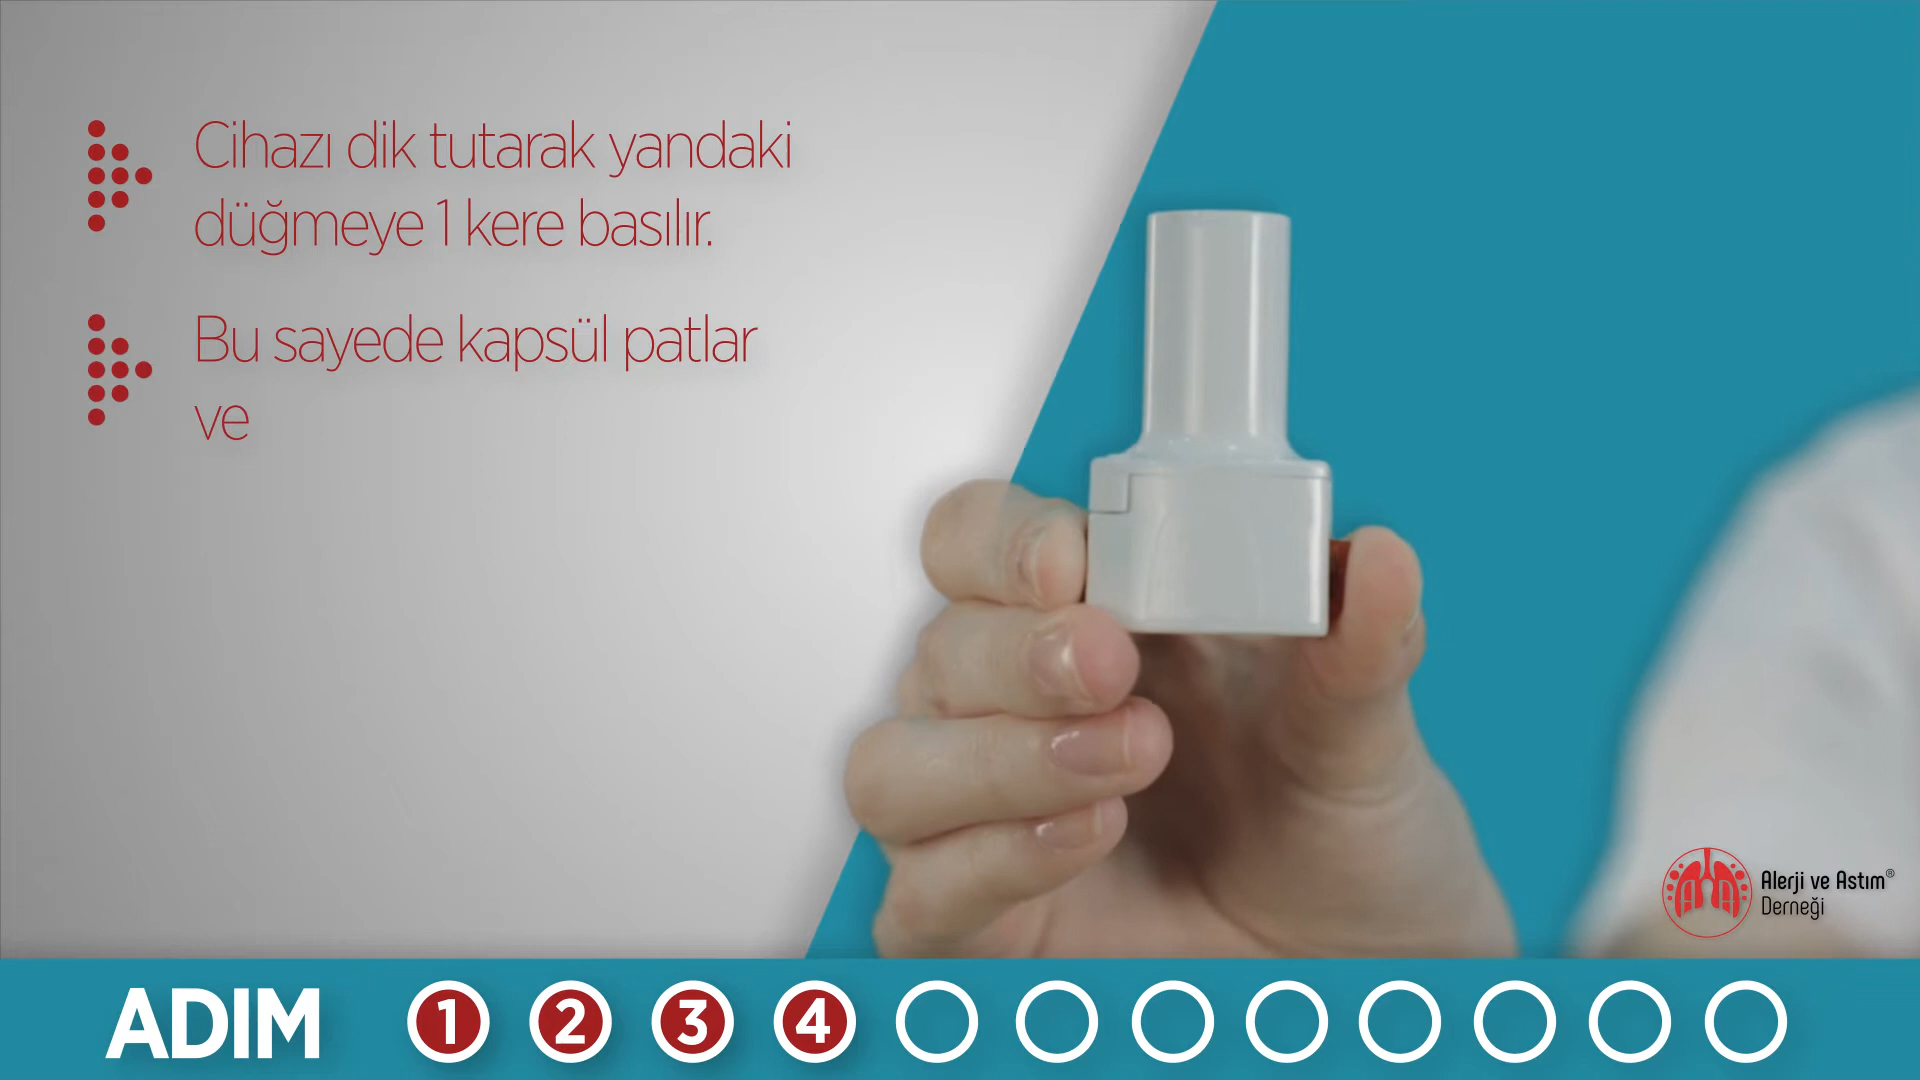 Cihazı dik tutarak yandaki
düğmeye 1 kere basılır.
Bu sayede kapsül patlar
ve
Alerji ve Astım®
Derneği
ADIM 1 2 3 4